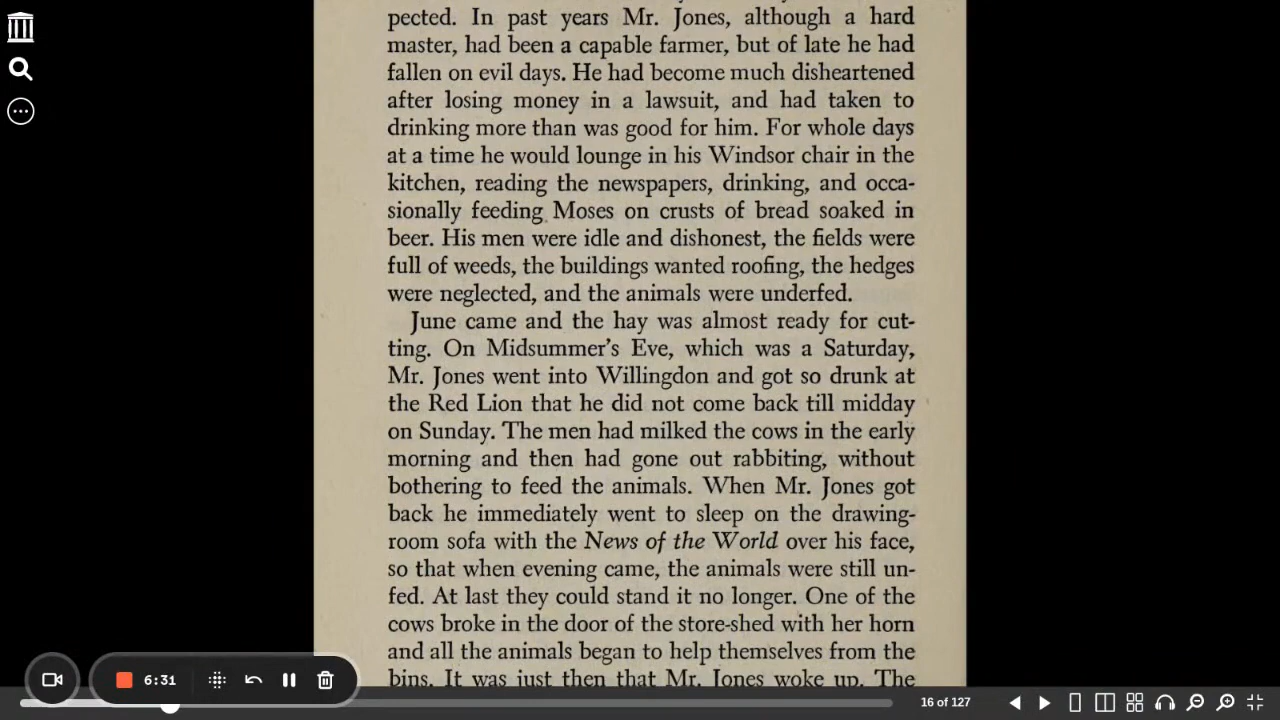 pected. In past years Mr. Jones, although a hard
master, had been a capable farmer, but of late he had
fallen on evil days. He had become much disheartened
after losing money in a lawsuit, and had taken to
drinking more than was good for him. For whole days
at a time he would lounge in his Windsor chair in the
kitchen, reading the newspapers, drinking, and occa-
sionally feeding Moses on crusts of bread soaked in
beer. His men were idle and dishonest, the fields were
full of weeds, the buildings wanted roofing, the hedges
were neglected, and the animals were underfed.
June came and the hay was almost ready for cut-
ting. On Midsummer's Eve, which was a Saturday,
Mr. Jones went into Willingdon and got so drunk at
the Red Lion that he did not come back till midday
on Sunday. The men had milked the cows in the early
morning and then had gone out rabbiting, without
bothering to feed the animals. When Mr. Jones got
back he immediately went to sleep on the drawing-
room sofa with the News of the World over his face,
so that when evening came, the animals were still un-
fed. At last they could stand it no longer. One of the
cows broke in the door of the store-shed with her horn
and all the animals began to help themselves from the
bins. It was just then that Mr. Jones woke up. The
6:31
16 of 127